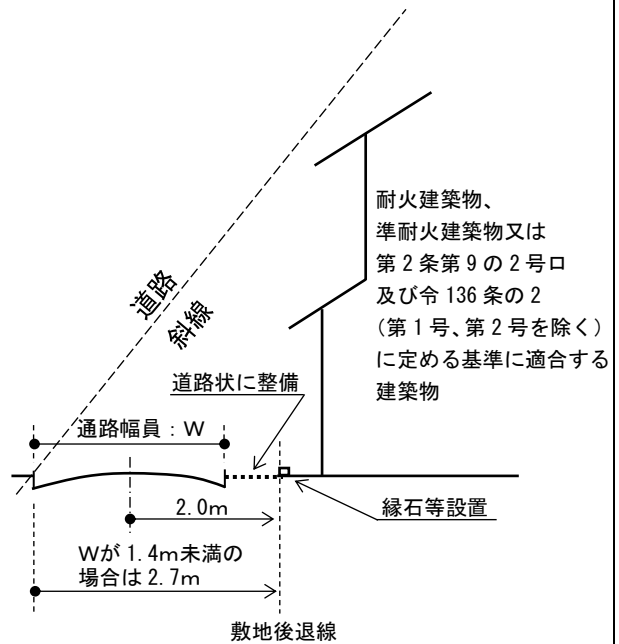 道路
斜線
耐火建築物、
準耐火建築物又は
第2条第9の2号ロ
及び令136条の2
(第1号、第2号を除く)
に定める基準に適合する
建築物
道路状に整備
通路幅員：W
2.0m
縁石等設置
Wが1.4m未満の
場合は2.7m
敷地後退線